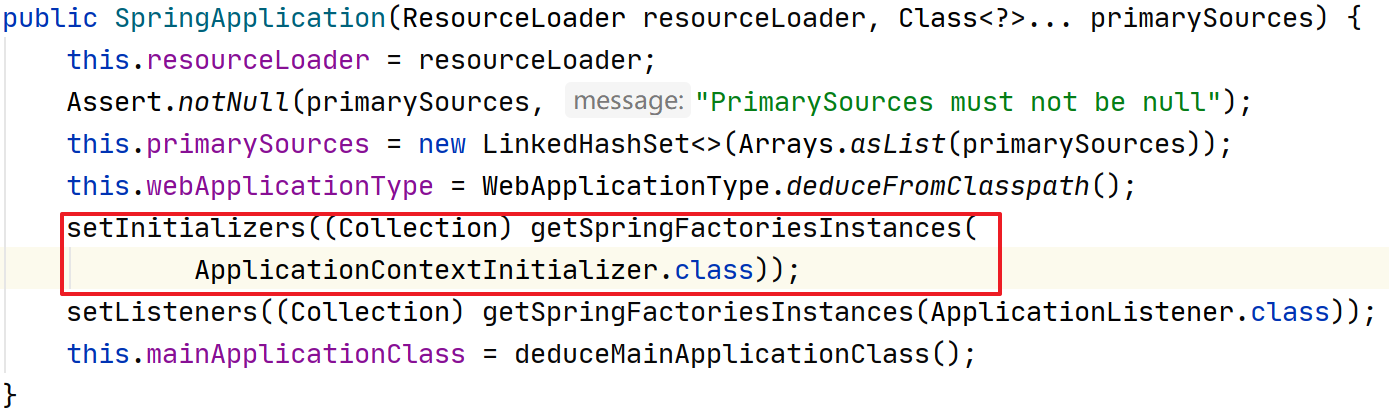 public SpringApplication(ResourceLoader resourceLoader, Class<?>... primarySources) {
    this.resourceLoader = resourceLoader;
    Assert.notNull(primarySources, message: "PrimarySources must not be null");
    this.primarySources = new LinkedHashSet<>(Arrays.asList(primarySources));
    this.webApplicationType = WebApplicationType.deduceFromClasspath();
    setInitializers((Collection) getSpringFactoriesInstances(
            ApplicationContextInitializer.class));
    setListeners((Collection) getSpringFactoriesInstances(ApplicationListener.class));
    this.mainApplicationClass = deduceMainApplicationClass();
}